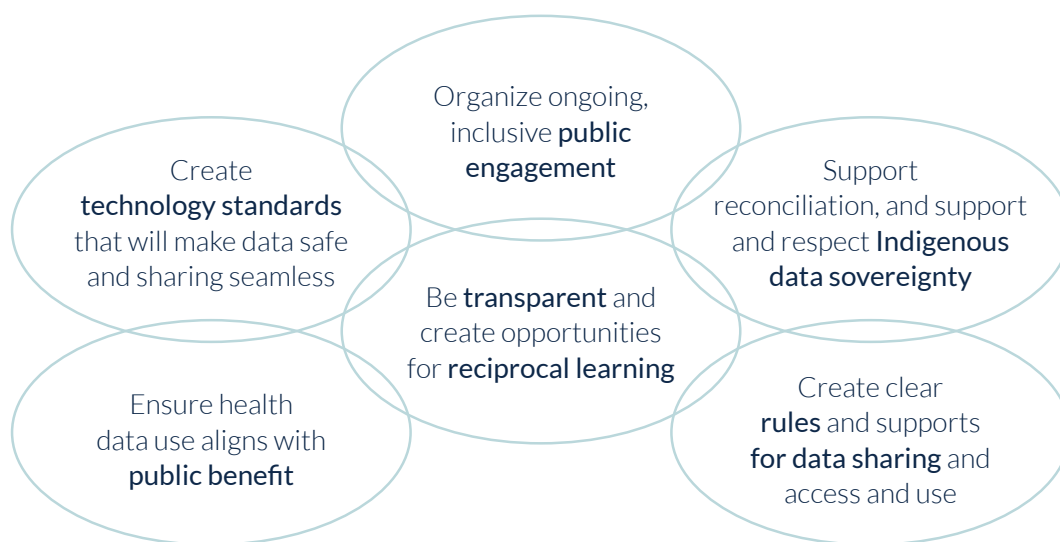 Organize ongoing,
inclusive public
engagement
Create
technology standards
that will make data safe
and sharing seamless
Support
reconciliation, and support
and respect Indigenous
data sovereignty
Be transparent and
create opportunities
for reciprocal learning
Ensure health
data use aligns with
public benefit
Create clear
rules and supports
for data sharing and
access and use